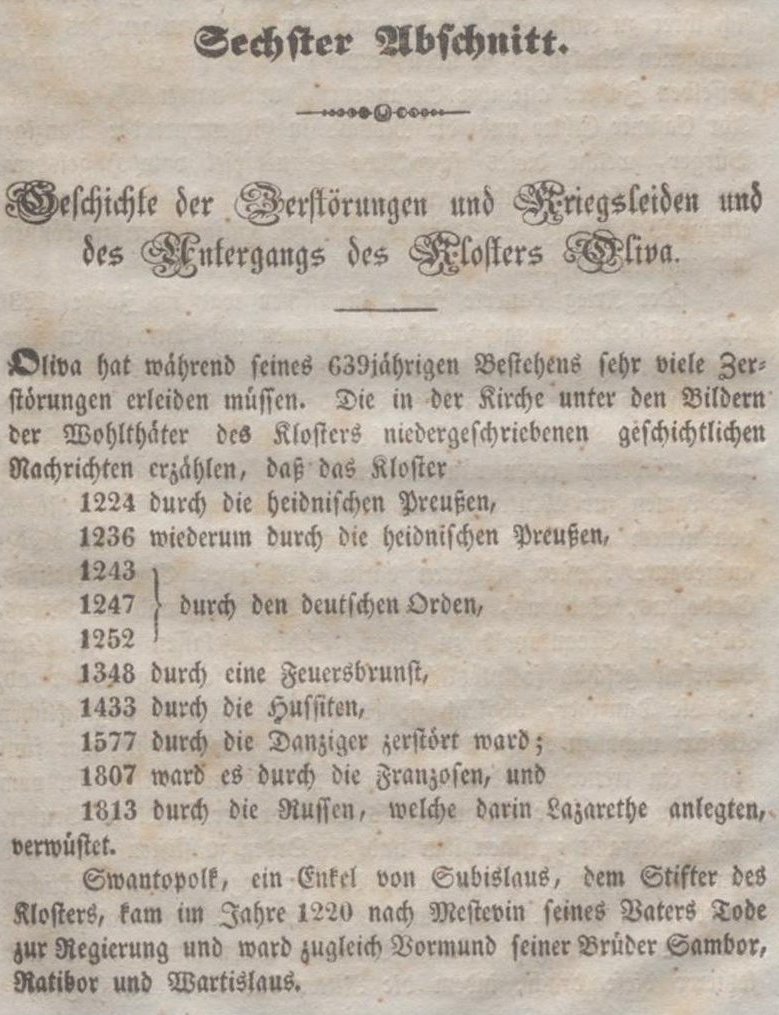 Sechster Abschnitt.
Geschichte der Zerstörungen und Kriegsleiden und
des Untergangs des Klosters Oliva.
Oliva hat während seines 639jährigen Bestehens sehr viele Zer-
störungen erleiden müssen. Die in der Kirche unter den Bildern
der Wohlthäter des Klosters niedergeschriebenen geschichtlichen
Nachrichten erzählen, daß das Kloster
1224 durch die heidnischen Preußen,
1236 wiederum durch die heidnischen Preußen,
1243
1247 } durch den deutschen Orden,
1252
1348 durch eine Feuersbrunst,
1433 durch die Hussiten,
1577 durch die Danziger zerstört ward;
1807 ward es durch die Franzosen, und
1813 durch die Russen, welche darin Lazarethe anlegten,
verwüstet.
Swantopolk, ein Enkel von Subislaus, dem Stifter des
Klosters, kam im Jahre 1220 nach Mestevin seines Vaters Tode
zur Regierung und ward zugleich Vormund seiner Brüder Sambor,
Ratibor und Wartislaus.